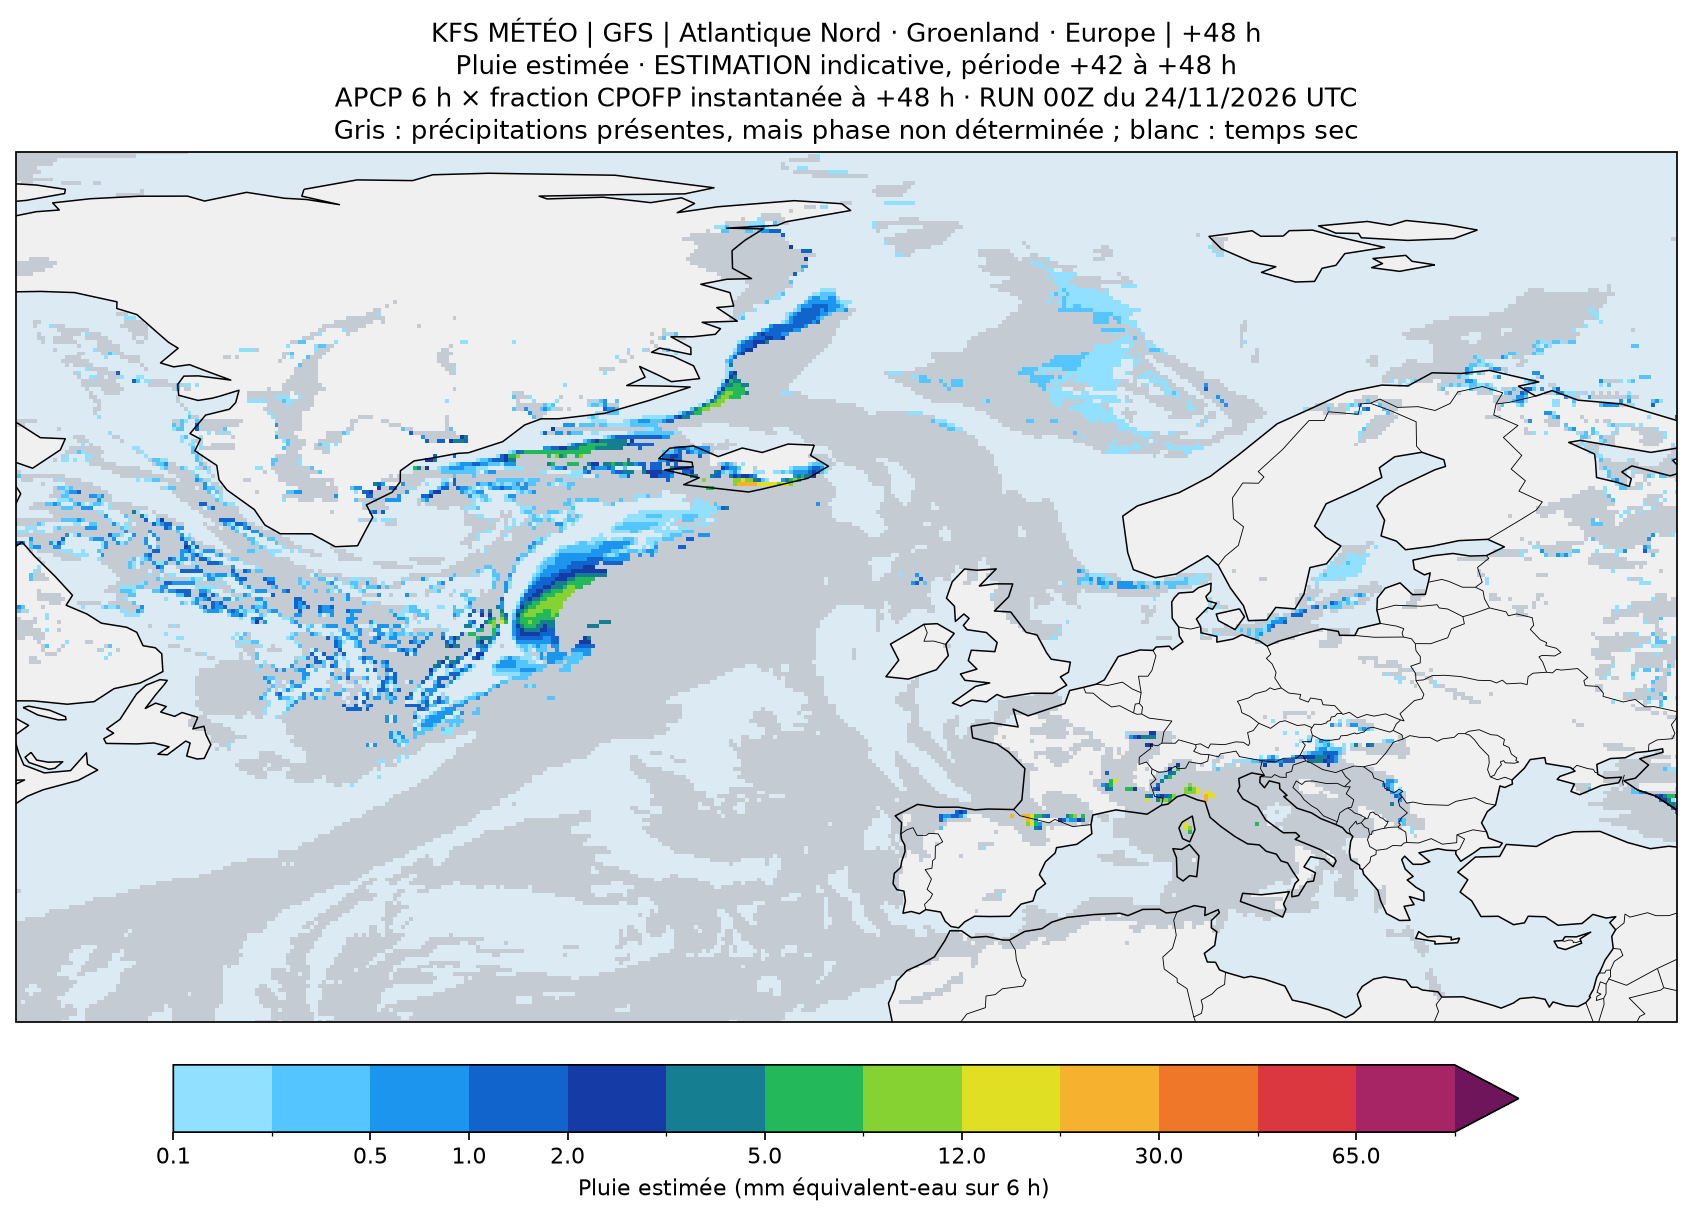 KFS MÉTÉO | GFS | Atlantique Nord · Groenland · Europe | +48 h
Pluie estimée · ESTIMATION indicative, période +42 à +48 h
APCP 6 h × fraction CPOFP instantanée à +48 h · RUN 00Z du 24/11/2026 UTC
Gris : précipitations présentes, mais phase non déterminée ; blanc : temps sec
0.1 0.5 1.0 2.0 5.0 12.0 30.0 65.0
Pluie estimée (mm équivalent-eau sur 6 h)